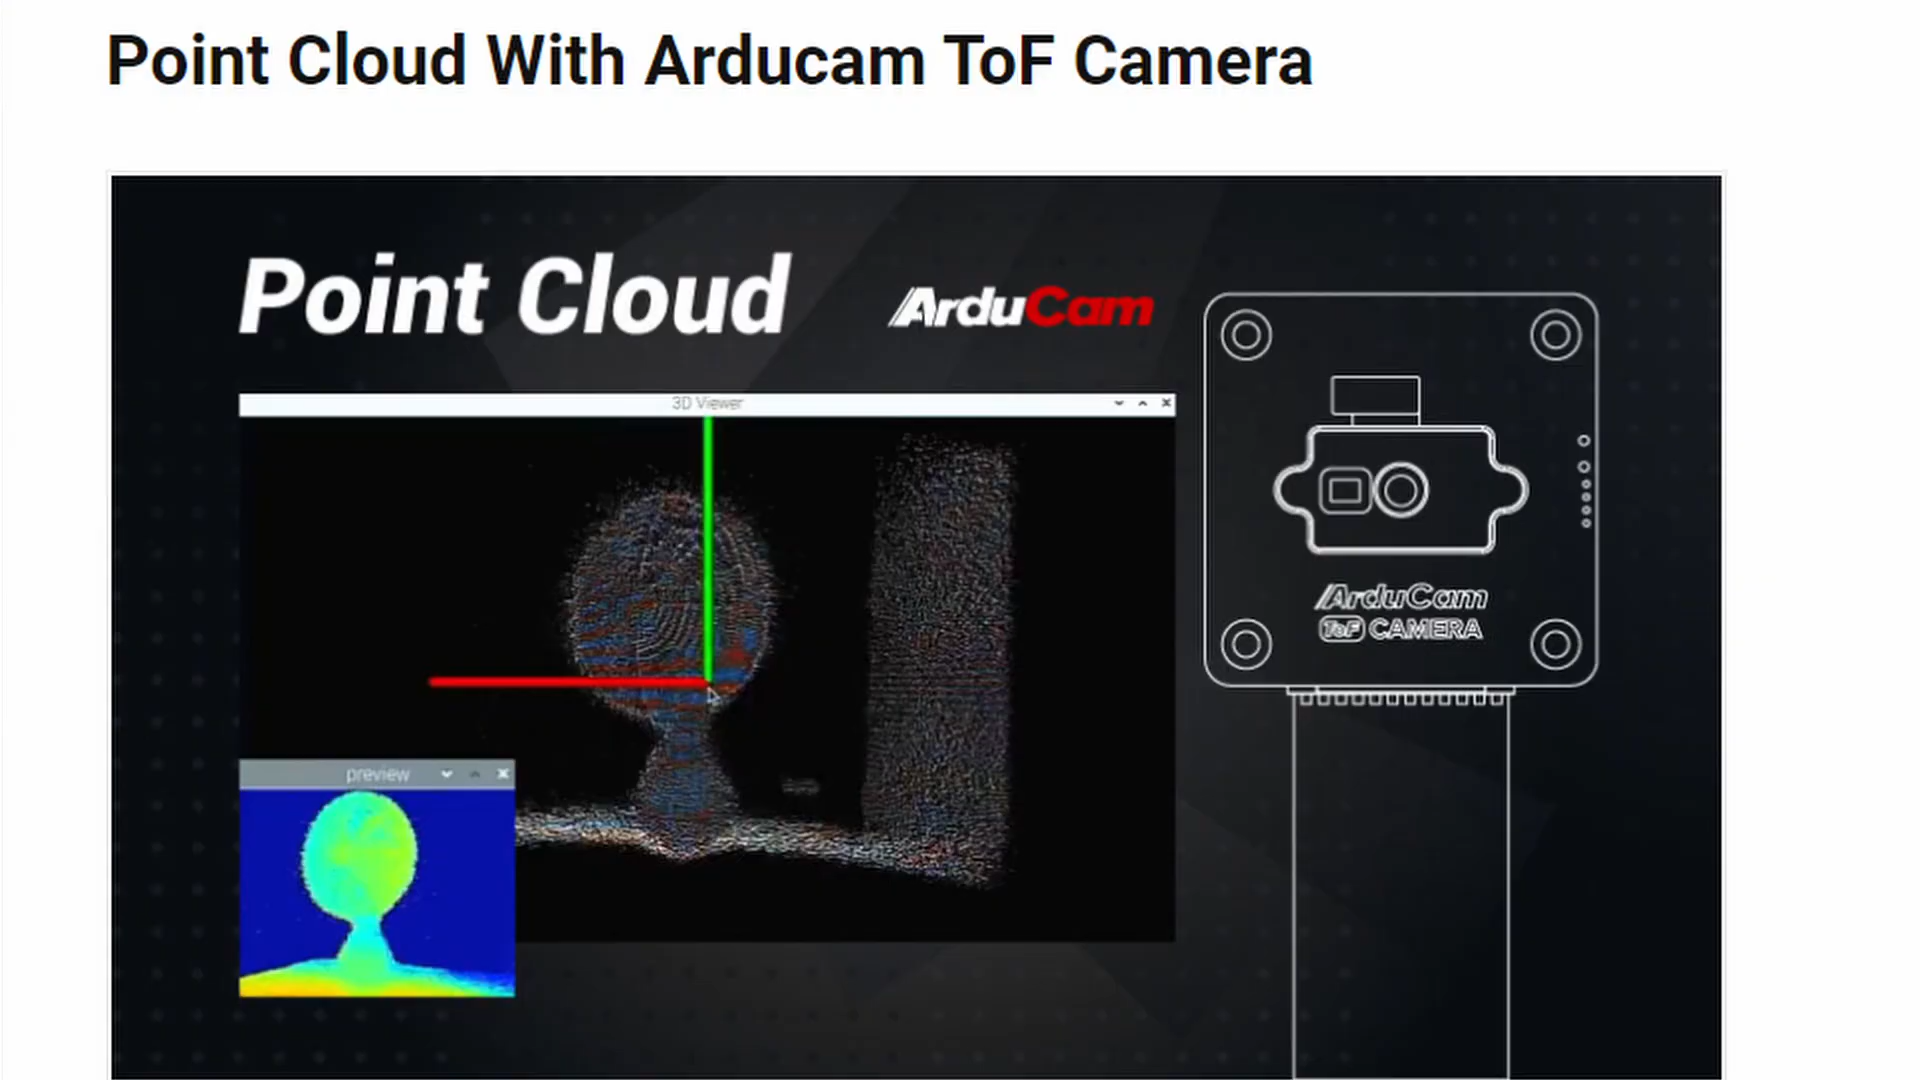 Point Cloud With Arducam ToF Camera
Point Cloud
ArduCam
3D Viewer
preview
ArduCam
ToF CAMERA